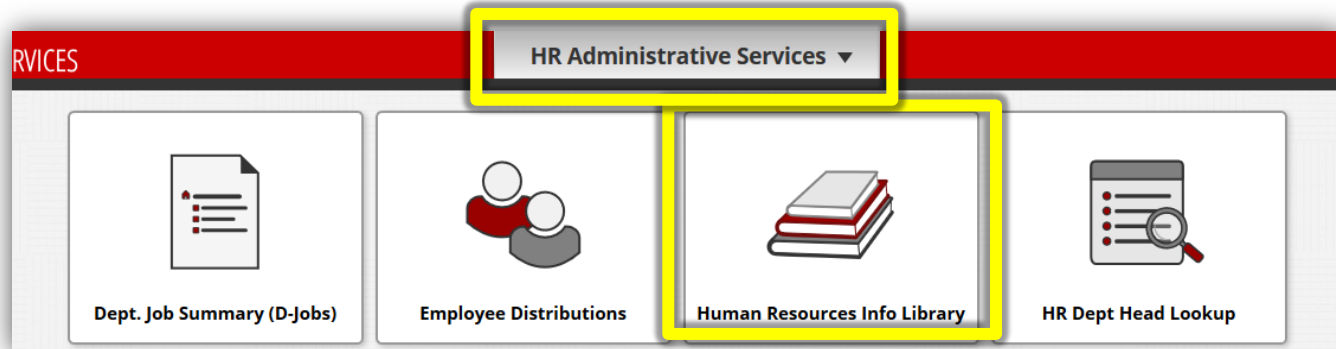 RVICES
HR Administrative Services
Dept. Job Summary (D-Jobs)
Employee Distributions
Human Resources Info Library
HR Dept Head Lookup